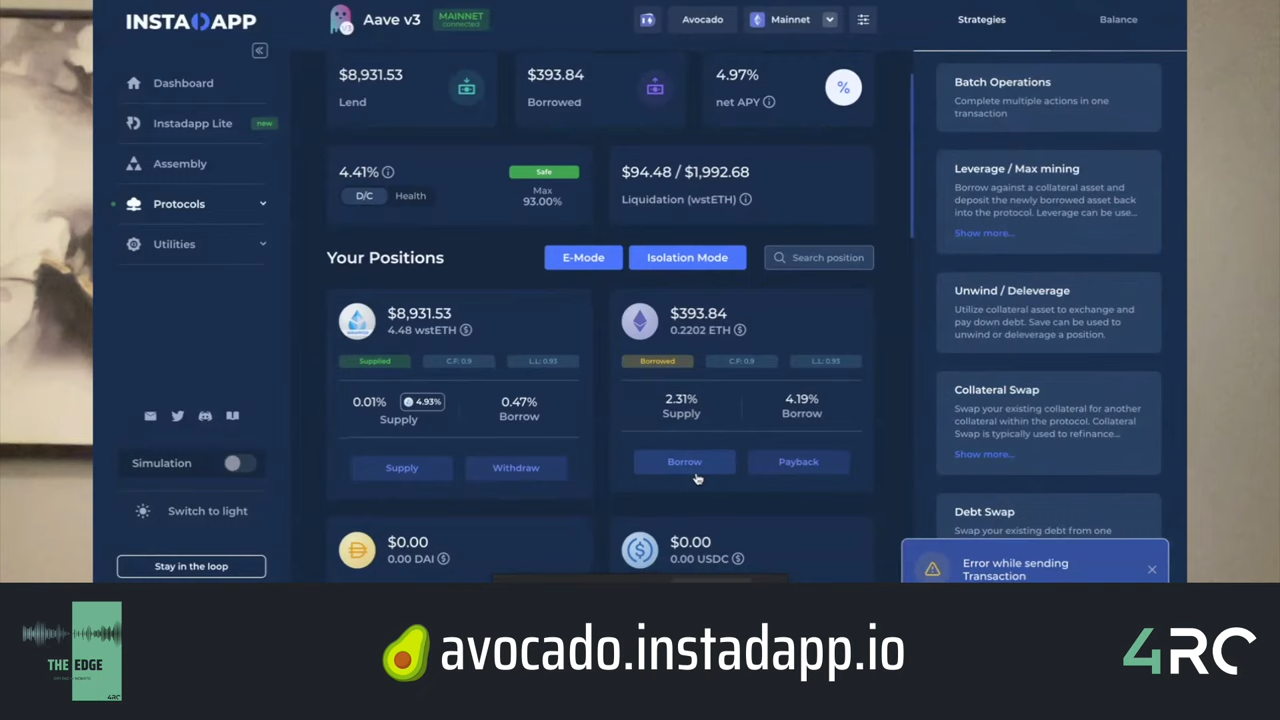 INSTADAPP
Aave v3
MAINNET
connected
Avocado
Mainnet
Strategies
Balance
Dashboard
Instadapp Lite
new
Assembly
Protocols
Utilities
Simulation
Switch to light
Stay in the loop
$8,931.53
Lend
$393.84
Borrowed
4.97%
net APY
%
4.41%
D/C
Health
Safe
Max
93.00%
$94.48 / $1,992.68
Liquidation (wstETH)
Your Positions
E-Mode
Isolation Mode
Search position
$8,931.53
4.48 wstETH
Supplied
C.F: 0.9
L.L: 0.93
0.01%
4.93%
Supply
0.47%
Borrow
Supply
Withdraw
$393.84
0.2202 ETH
Borrowed
C.F: 0.9
L.L: 0.93
2.31%
Supply
4.19%
Borrow
Borrow
Payback
$0.00
0.00 DAI
$0.00
0.00 USDC
Batch Operations
Complete multiple actions in one
transaction
Leverage / Max mining
Borrow against a collateral asset and
deposit the newly borrowed asset back
into the protocol. Leverage can be use...
Show more...
Unwind / Deleverage
Utilize collateral asset to exchange and
pay down debt. Save can be used to
unwind or deleverage a position.
Collateral Swap
Swap your existing collateral for another
collateral within the protocol. Collateral
Swap is typically used to refinance...
Show more...
Debt Swap
Swap your existing debt from one
Error while sending
Transaction
THE EDGE
4RC
avocado.instadapp.io
4RC